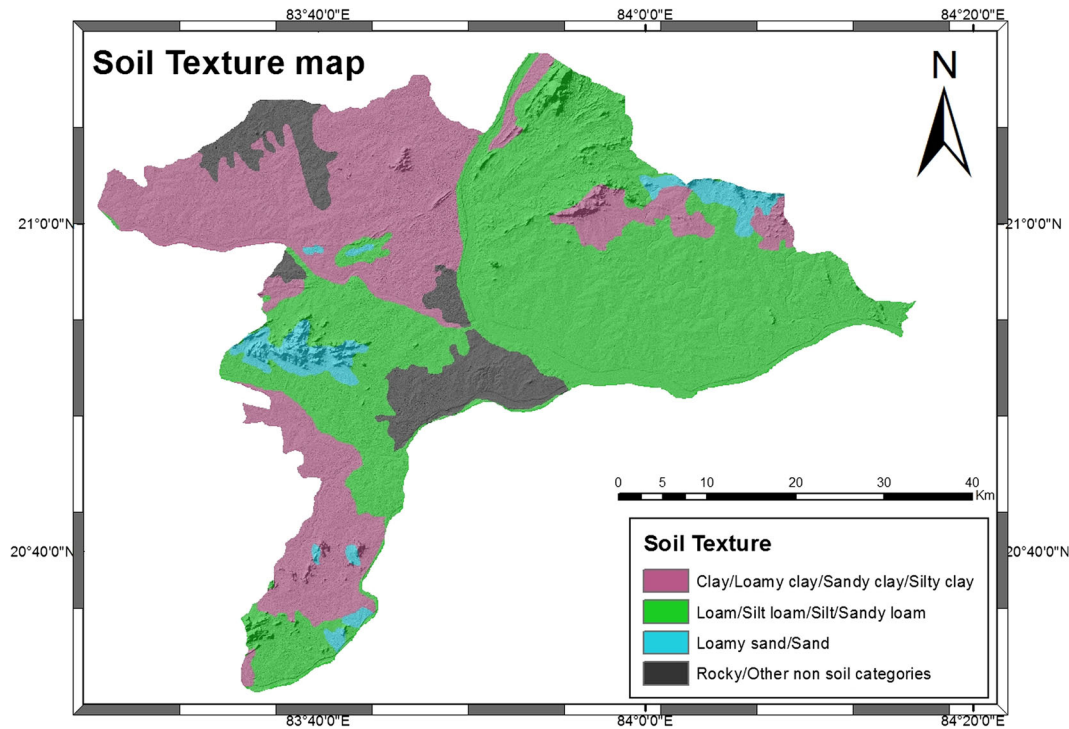 83°40'0"E 84°0'0"E 84°20'0"E
Soil Texture map
N
21°0'0"N 21°0'0"N
0 5 10 20 30 40
Km
Soil Texture
20°40'0"N 20°40'0"N
Clay/Loamy clay/Sandy clay/Silty clay
Loam/Silt loam/Silt/Sandy loam
Loamy sand/Sand
Rocky/Other non soil categories
83°40'0"E 84°0'0"E 84°20'0"E